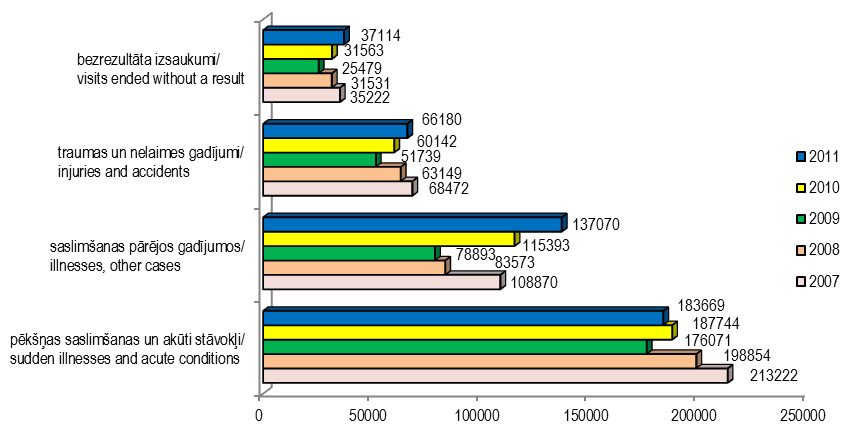 bezrezultāta izsaukumi/
visits ended without a result
37114
31563
25479
31531
35222
traumas un nelaimes gadījumi/
injuries and accidents
66180
60142
51739
63149
68472
saslimšanas pārējos gadījumos/
illnesses, other cases
137070
115393
78893
83573
108870
pēkšņas saslimšanas un akūti stāvokļi/
sudden illnesses and acute conditions
183669
187744
176071
198854
213222
0 50000 100000 150000 200000 250000
2011
2010
2009
2008
2007